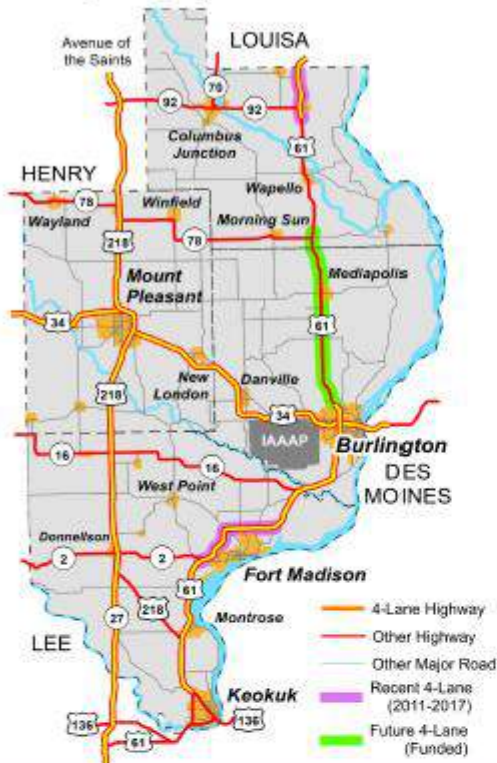 Avenue of
the Saints
LOUISA
70
92
92
Columbus
Junction
61
HENRY
Wapello
78
Winfield
Wayland
Morning Sun
218
78
Mediapolis
Mount
Pleasant
34
61
218
New
London
Danville
34
IAAAP
Burlington
16
16
DES
MOINES
West Point
Donnellson
2
2
Fort Madison
61
218
Montrose
27
LEE
Keokuk
136
136
61
4-Lane Highway
Other Highway
Other Major Road
Recent 4-Lane
(2011-2017)
Future 4-Lane
(Funded)